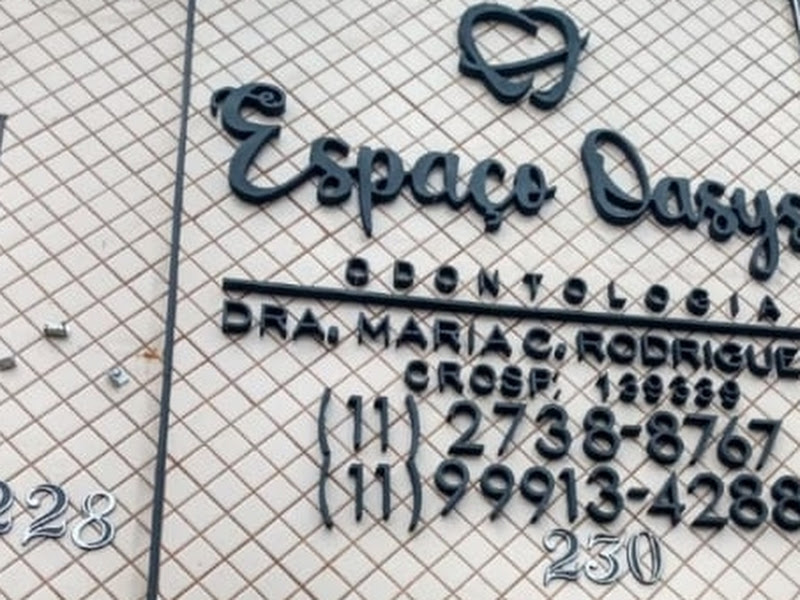 Espaço Oasys
ODONTOLOGIA
DRA. MARIA C. RODRIGUE
CROSP: 139339
(11) 2738-8767
(11) 99913-4288
228
230